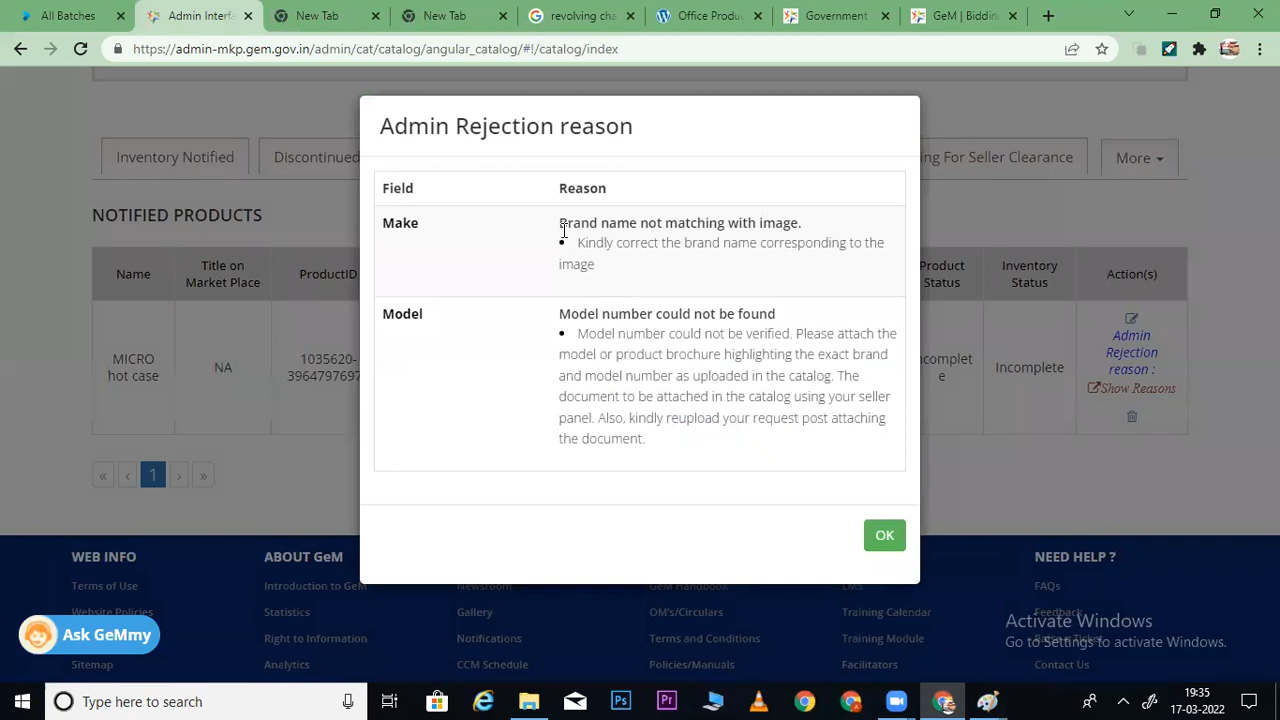 All Batches
Admin Interf
New Tab
New Tab
revolving cha
Office Produ
Government
GeM | Biddin
https://admin-mkp.gem.gov.in/admin/cat/catalog/angular_catalog/#!/catalog/index
Admin Rejection reason
Inventory Notified
Discontinued
ng For Seller Clearance
More
Field
Reason
NOTIFIED PRODUCTS
Make
Brand name not matching with image.
• Kindly correct the brand name corresponding to the
image
Name
Title on
Market Place
ProductID
Product
Status
Inventory
Status
Action(s)
Model
Model number could not be found
• Model number could not be verified. Please attach the
model or product brochure highlighting the exact brand
and model number as uploaded in the catalog. The
document to be attached in the catalog using your seller
panel. Also, kindly reupload your request post attaching
the document.
MICRO
hot case
NA
1035620-
3964797697
ncomplet
e
Incomplete
Admin
Rejection
reason :
Show Reasons
« ‹ 1 › »
OK
WEB INFO
ABOUT GeM
NEED HELP ?
Terms of Use
Introduction to GeM
Newsroom
GeM Handbook
LMS
FAQs
Website Policies
Statistics
Gallery
OM's/Circulars
Training Calendar
Feedback
Ask GeMmy
Right to Information
Notifications
Terms and Conditions
Training Module
Sitemap
Analytics
CCM Schedule
Policies/Manuals
Facilitators
Contact Us
Activate Windows
Go to Settings to activate Windows.
Type here to search
Ps
Pr
19:35
17-03-2022